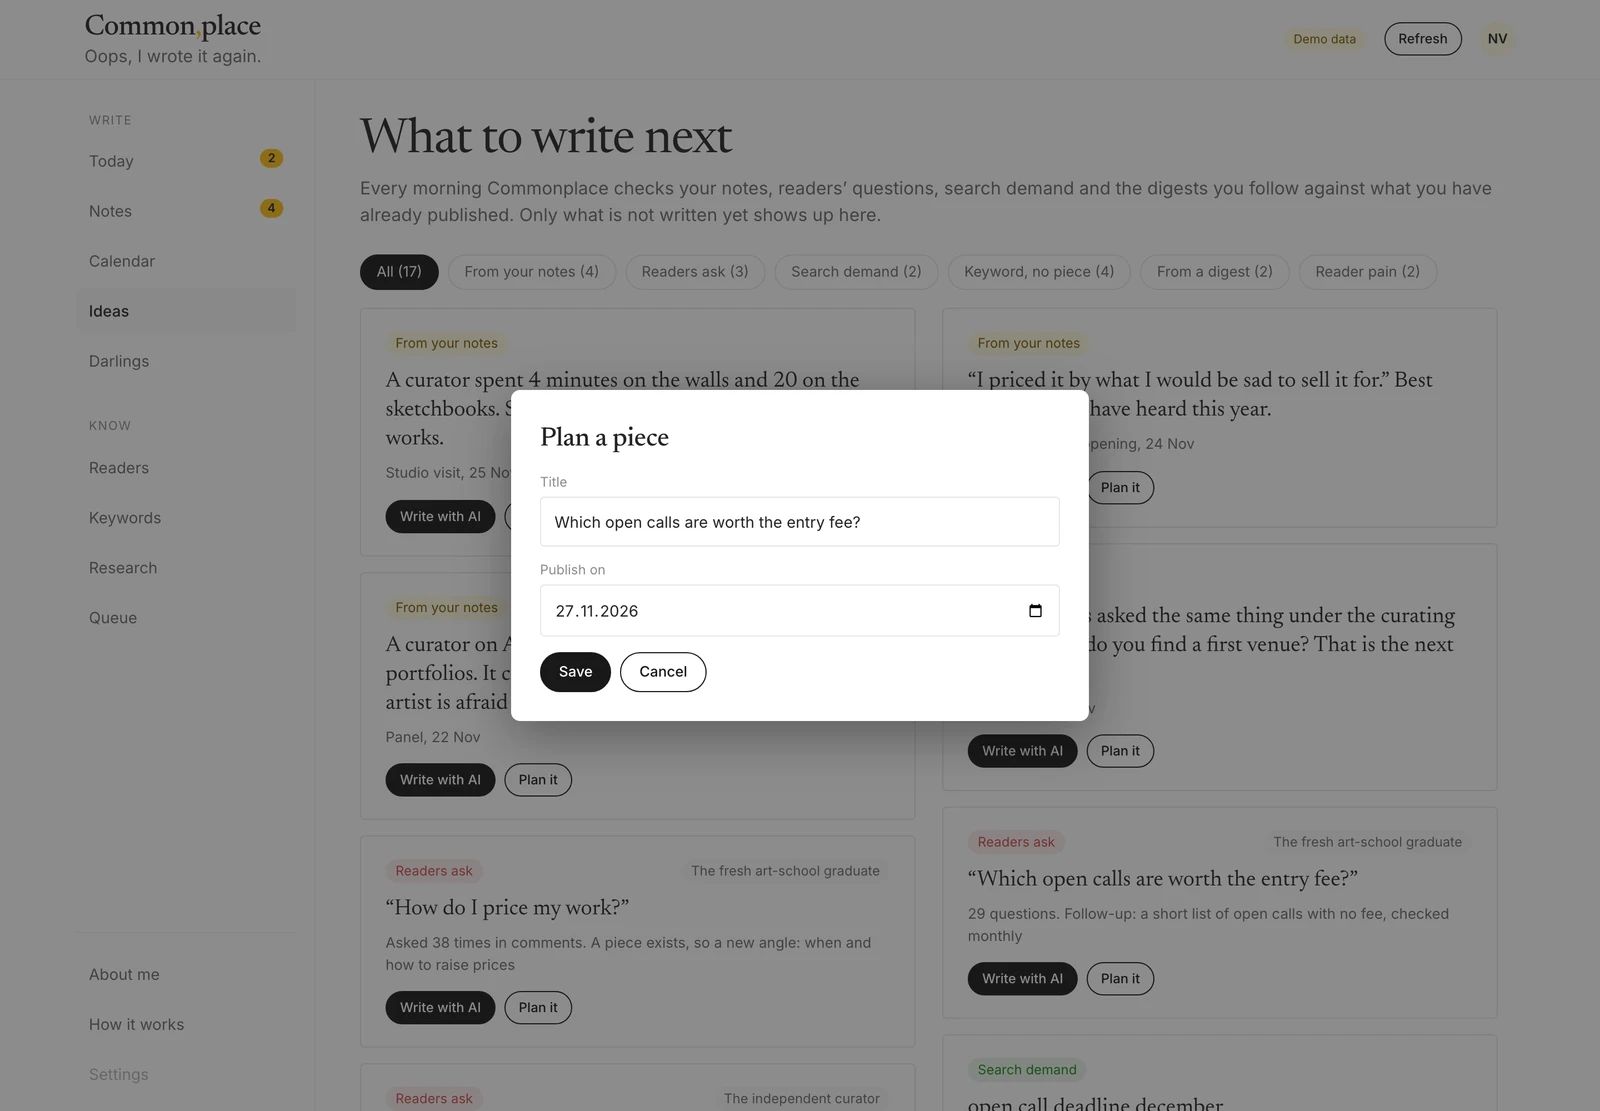 Common,place
Oops, I wrote it again.
Demo data
Refresh
NV
WRITE
Today
2
Notes
4
Calendar
Ideas
Darlings
KNOW
Readers
Keywords
Research
Queue
About me
How it works
Settings
What to write next
Every morning Commonplace checks your notes, readers’ questions, search demand and the digests you follow against what you have
already published. Only what is not written yet shows up here.
All (17)
From your notes (4)
Readers ask (3)
Search demand (2)
Keyword, no piece (4)
From a digest (2)
Reader pain (2)
From your notes
A curator spent 4 minutes on the walls and 20 on the
sketchbooks.
works.
Studio visit, 25 Nov
Write with AI
From your notes
“I priced it by what I would be sad to sell it for.” Best
have heard this year.
24 Nov
Plan it
Plan a piece
Title
Which open calls are worth the entry fee?
Publish on
27.11.2026
Save
Cancel
From your notes
A curator on
portfolios. It
artist is afraid
Panel, 22 Nov
Write with AI
Plan it
asked the same thing under the curating
do you find a first venue? That is the next
Write with AI
Plan it
Readers ask
The fresh art-school graduate
“How do I price my work?”
Asked 38 times in comments. A piece exists, so a new angle: when and
how to raise prices
Write with AI
Plan it
Readers ask
The fresh art-school graduate
“Which open calls are worth the entry fee?”
29 questions. Follow-up: a short list of open calls with no fee, checked
monthly
Write with AI
Plan it
Readers ask
The independent curator
Search demand
open call deadline december